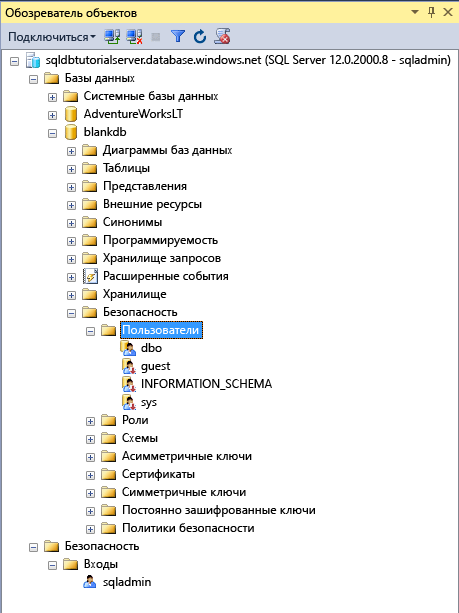 Обозреватель объектов
Подключиться
sqldbtutorialserver.database.windows.net (SQL Server 12.0.2000.8 - sqladmin)
Базы данных
Системные базы данных
AdventureWorksLT
blankdb
Диаграммы баз данных
Таблицы
Представления
Внешние ресурсы
Синонимы
Программируемость
Хранилище запросов
Расширенные события
Хранилище
Безопасность
Пользователи
dbo
guest
INFORMATION_SCHEMA
sys
Роли
Схемы
Асимметричные ключи
Сертификаты
Симметричные ключи
Постоянно зашифрованные ключи
Политики безопасности
Безопасность
Входы
sqladmin